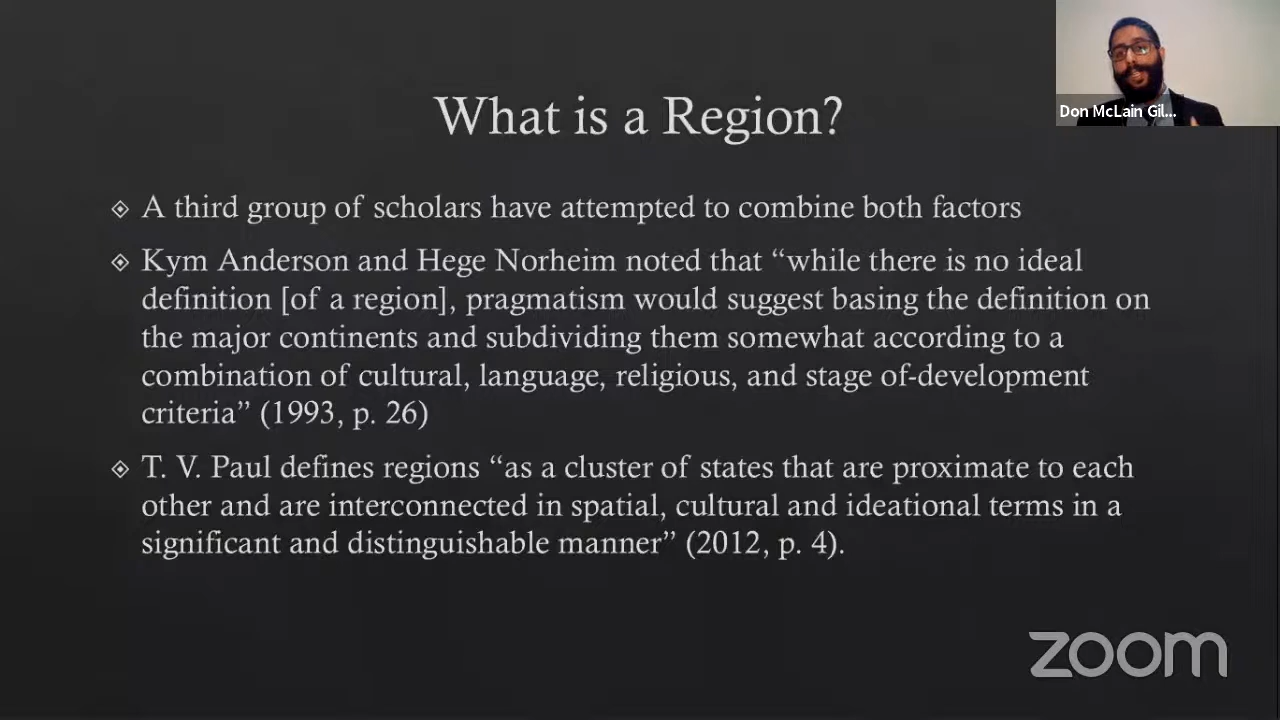 What is a Region?
Don McLain Gil...
A third group of scholars have attempted to combine both factors
Kym Anderson and Hege Norheim noted that “while there is no ideal
definition [of a region], pragmatism would suggest basing the definition on
the major continents and subdividing them somewhat according to a
combination of cultural, language, religious, and stage of-development
criteria” (1993, p. 26)
T. V. Paul defines regions “as a cluster of states that are proximate to each
other and are interconnected in spatial, cultural and ideational terms in a
significant and distinguishable manner” (2012, p. 4).
zoom